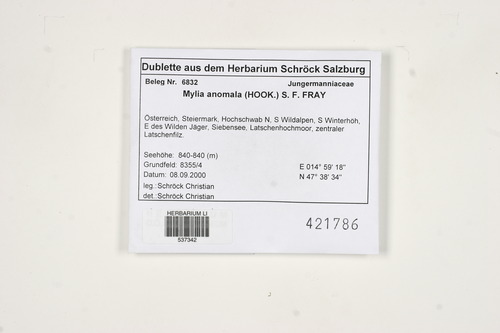 Dublette aus dem Herbarium Schröck Salzburg
Beleg Nr. 6832 Jungermanniaceae
Mylia anomala (HOOK.) S. F. FRAY
Österreich, Steiermark, Hochschwab N, S Wildalpen, S Winterhöh,
E des Wilden Jäger, Siebensee, Latschenhochmoor, zentraler
Latschenfilz.
Seehöhe: 840-840 (m)
Grundfeld: 8355/4 E 014° 59' 18"
Datum: 08.09.2000 N 47° 38' 34"
leg.:Schröck Christian
det.:Schröck Christian
HERBARIUM LI
537342
421786